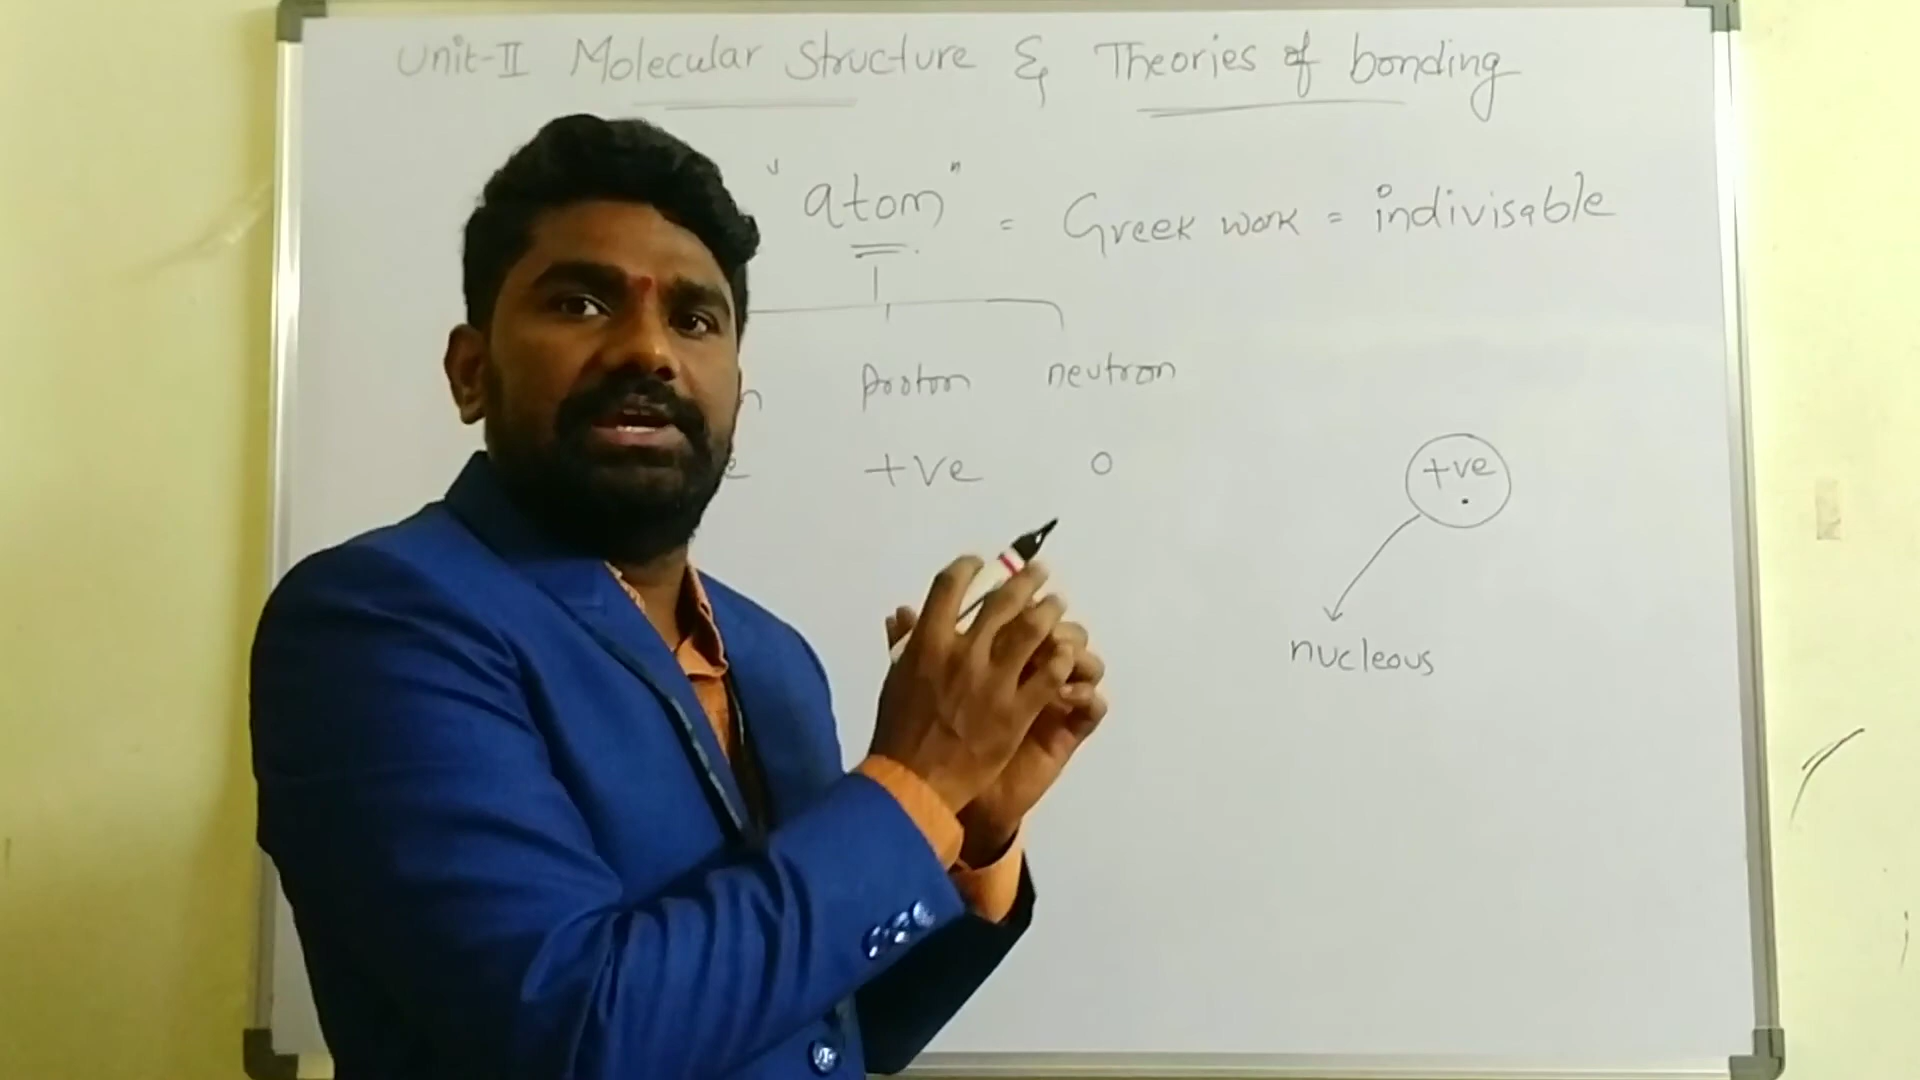 Unit-II Molecular Structure & Theories of bonding
"atom" = Greek work = indivisable
proton neutron
+ve 0 +ve
nucleous